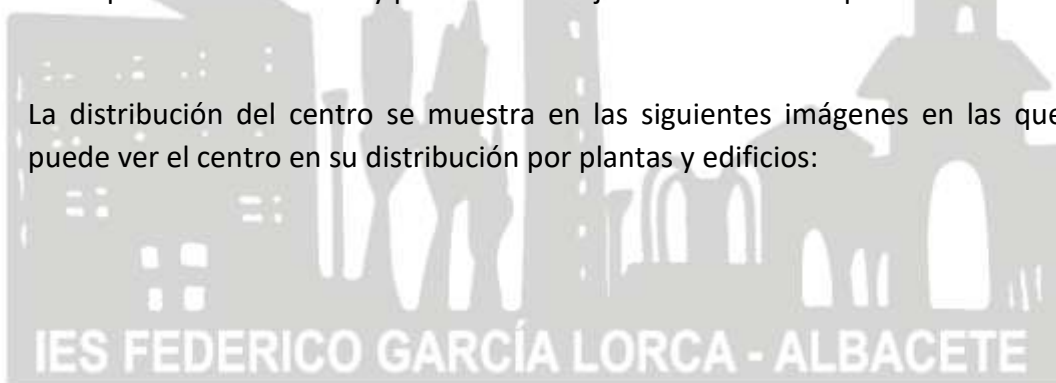 La distribución del centro se muestra en las siguientes imágenes en las que
puede ver el centro en su distribución por plantas y edificios:
IES FEDERICO GARCÍA LORCA - ALBACETE